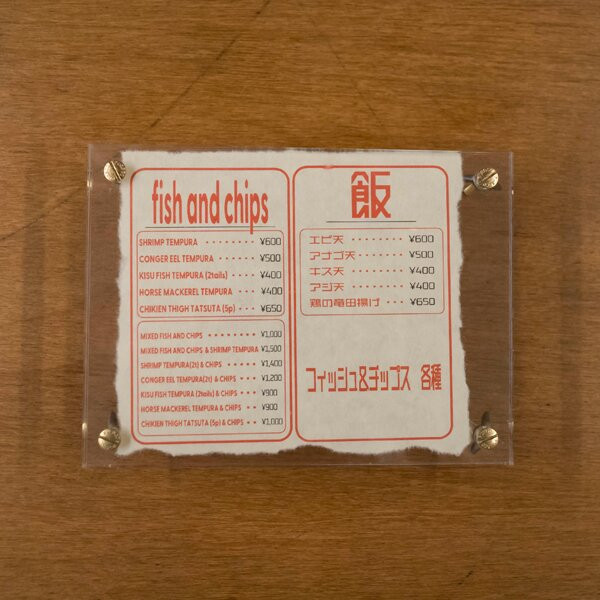 fish and chips
SHRIMP TEMPURA ········ ¥600
CONGER EEL TEMPURA ····· ¥500
KISU FISH TEMPURA (2tails) ···· ¥400
HORSE MACKEREL TEMPURA ··· ¥400
CHIKIEN THIGH TATSUTA (5p) ··· ¥650
MIXED FISH AND CHIPS ········ ¥1,000
MIXED FISH AND CHIPS & SHRIMP TEMPURA ¥1,500
SHRIMP TEMPURA(2t) & CHIPS ···· ¥1,400
CONGER EEL TEMPURA(2t) & CHIPS ·· ¥1,200
KISU FISH TEMPURA (2tails) & CHIPS ·· ¥900
HORSE MACKEREL TEMPURA & CHIPS ·· ¥900
CHIKIEN THIGH TATSUTA (5p) & CHIPS ·· ¥1,000
飯
エビ天 ········ ¥600
アナゴ天 ······· ¥500
キス天 ········ ¥400
アジ天 ········ ¥400
鶏の竜田揚げ ··· ¥650
フィッシュ&チップス 各種